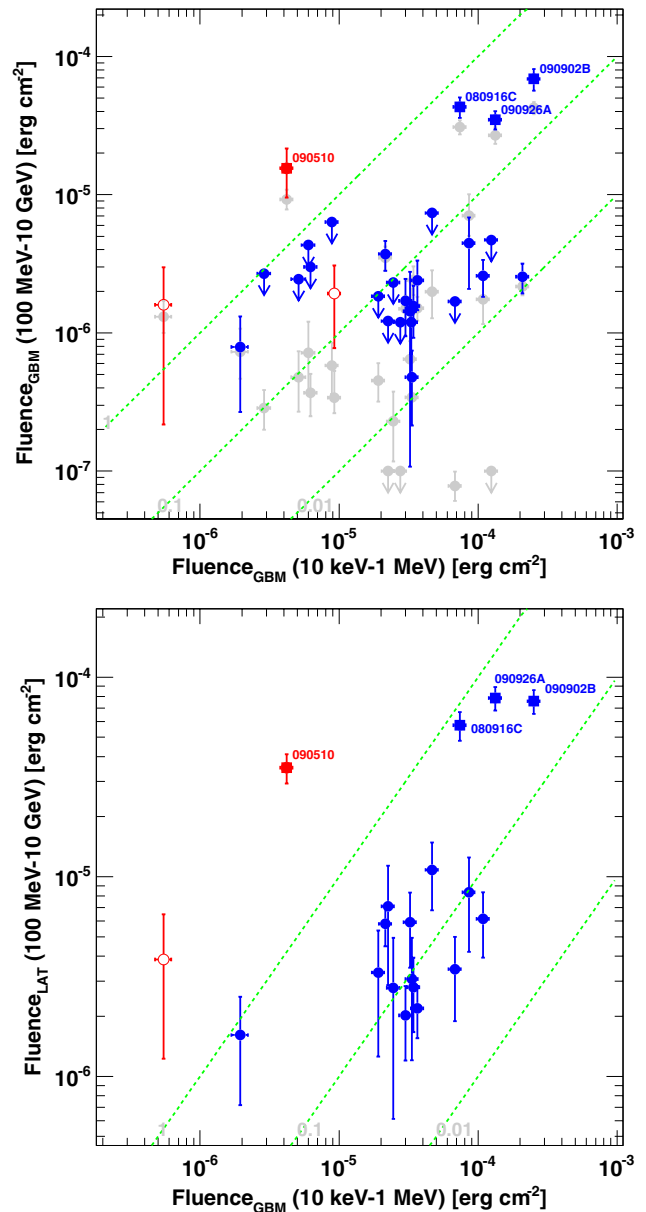 10⁻⁴
10⁻⁵
10⁻⁶
10⁻⁷
Fluence_GBM (100 MeV-10 GeV) [erg cm⁻²]
090902B
080916C
090926A
090510
1
0.1
0.01
10⁻⁶ 10⁻⁵ 10⁻⁴ 10⁻³
Fluence_GBM (10 keV-1 MeV) [erg cm⁻²]
10⁻⁴
10⁻⁵
10⁻⁶
Fluence_LAT (100 MeV-10 GeV) [erg cm⁻²]
090926A
090902B
080916C
090510
1
0.1
0.01
10⁻⁶ 10⁻⁵ 10⁻⁴ 10⁻³
Fluence_GBM (10 keV-1 MeV) [erg cm⁻²]